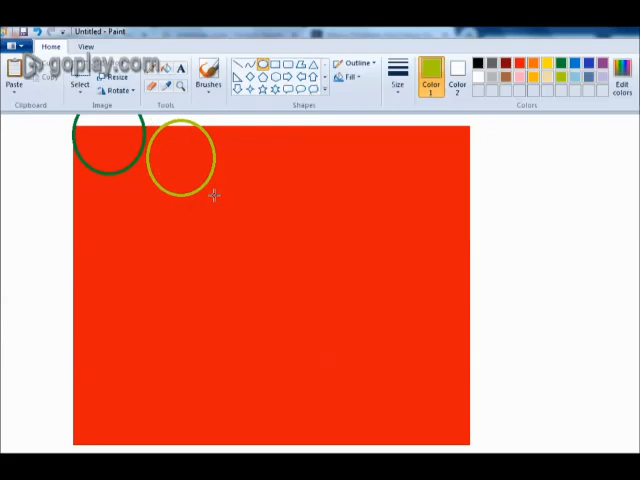 Untitled - Paint
Home View
goplay.com
Paste
Copy
Select
Resize
Rotate
A
Brushes
Outline
Fill
Size
Color 1
Color 2
Edit colors
Clipboard Image Tools Shapes Colors